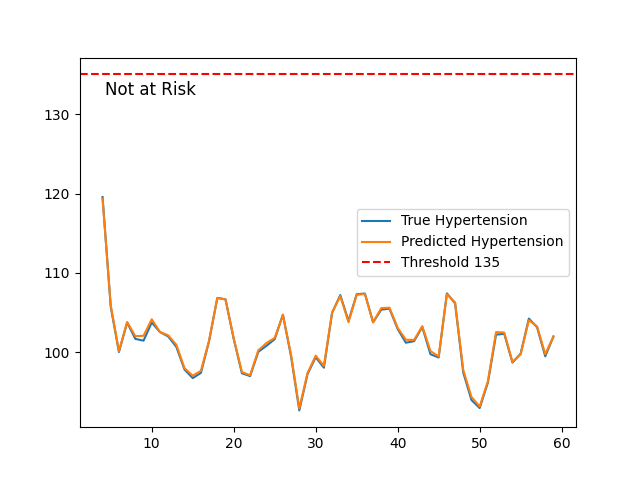 Not at Risk
130
120
110
100
True Hypertension
Predicted Hypertension
Threshold 135
10 20 30 40 50 60